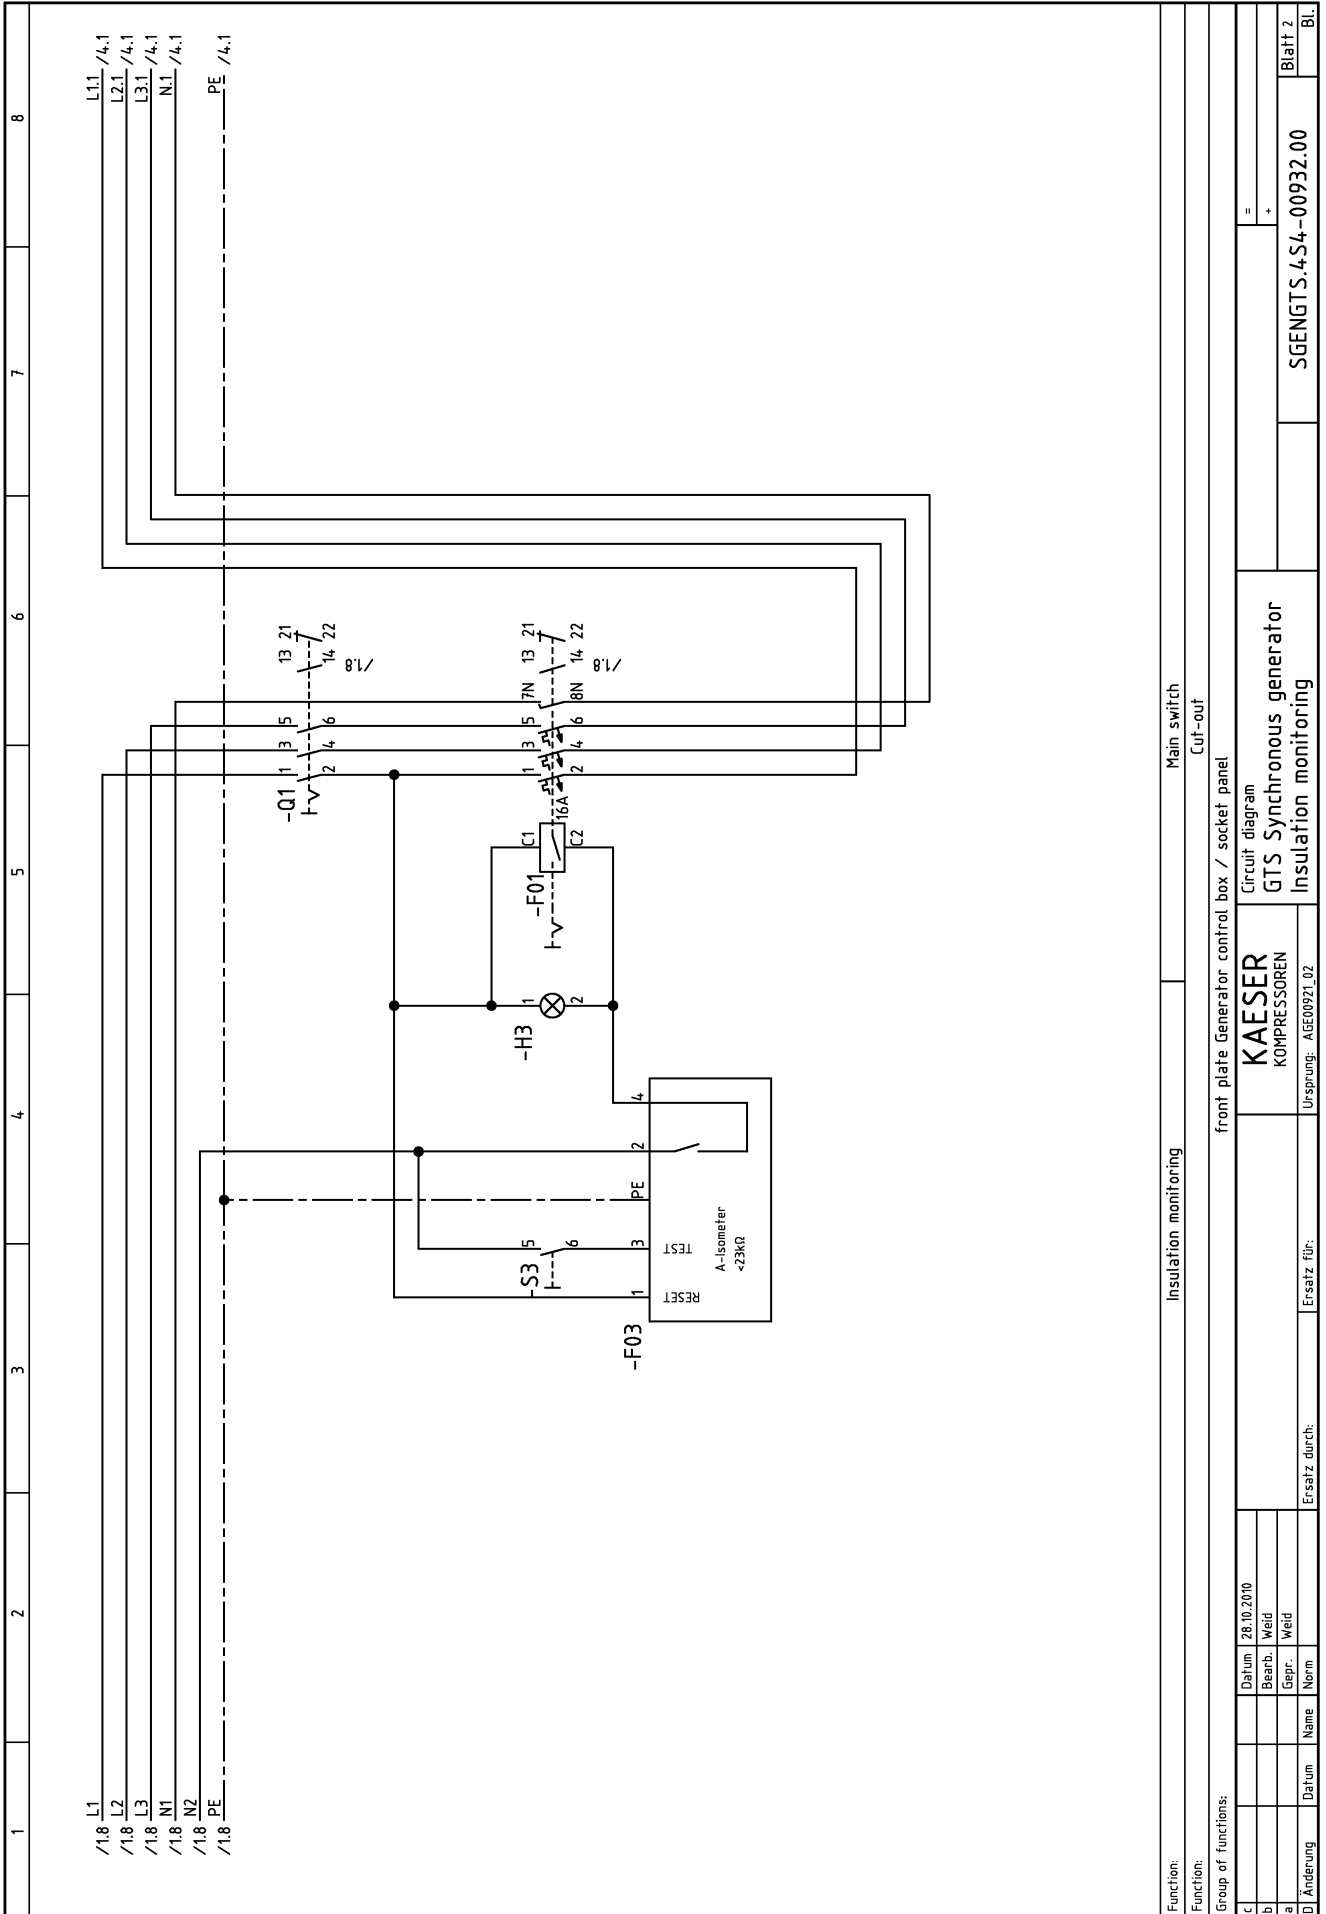 1
2
3
4
5
6
7
8
/1.8 L1
/1.8 L2
/1.8 L3
/1.8 N1
/1.8 N2
/1.8 PE
L1.1 /4.1
L2.1 /4.1
L3.1 /4.1
N.1 /4.1
PE /4.1
-Q1
1 3 5 13 21
2 4 6 14 22
/1.8
-F01
C1 1 3 5 7N 13 21
C2 2 4 6 8N 14 22
16A
/1.8
-H3
1
2
-S3
5
6
-F03
1 3 PE 2 4
RESET TEST
A-Isometer
<23kΩ
Function: Insulation monitoring Main switch
Function: Cut-out
Group of functions: front plate Generator control box / socket panel
c
b
a
D Änderung Datum Name Norm
Datum 28.10.2010
Bearb. Weid
Gepr. Weid
Ersatz durch: Ersatz für:
KAESER
KOMPRESSOREN
Ursprung: AGE00921_02
Circuit diagram
GTS Synchronous generator
Insulation monitoring
=
+
SGENGTS.4S4-00932.00
Blatt 2
Bl.